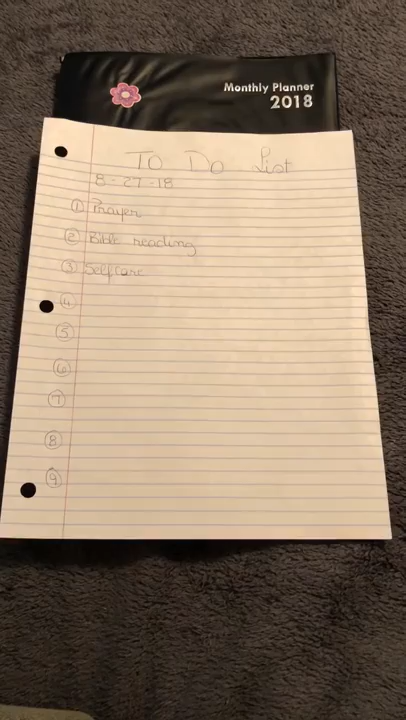 Monthly Planner
2018
To Do List
8-27-18
① Prayer
② Bible reading
③ Selfcare
④
⑤
⑥
⑦
⑧
⑨